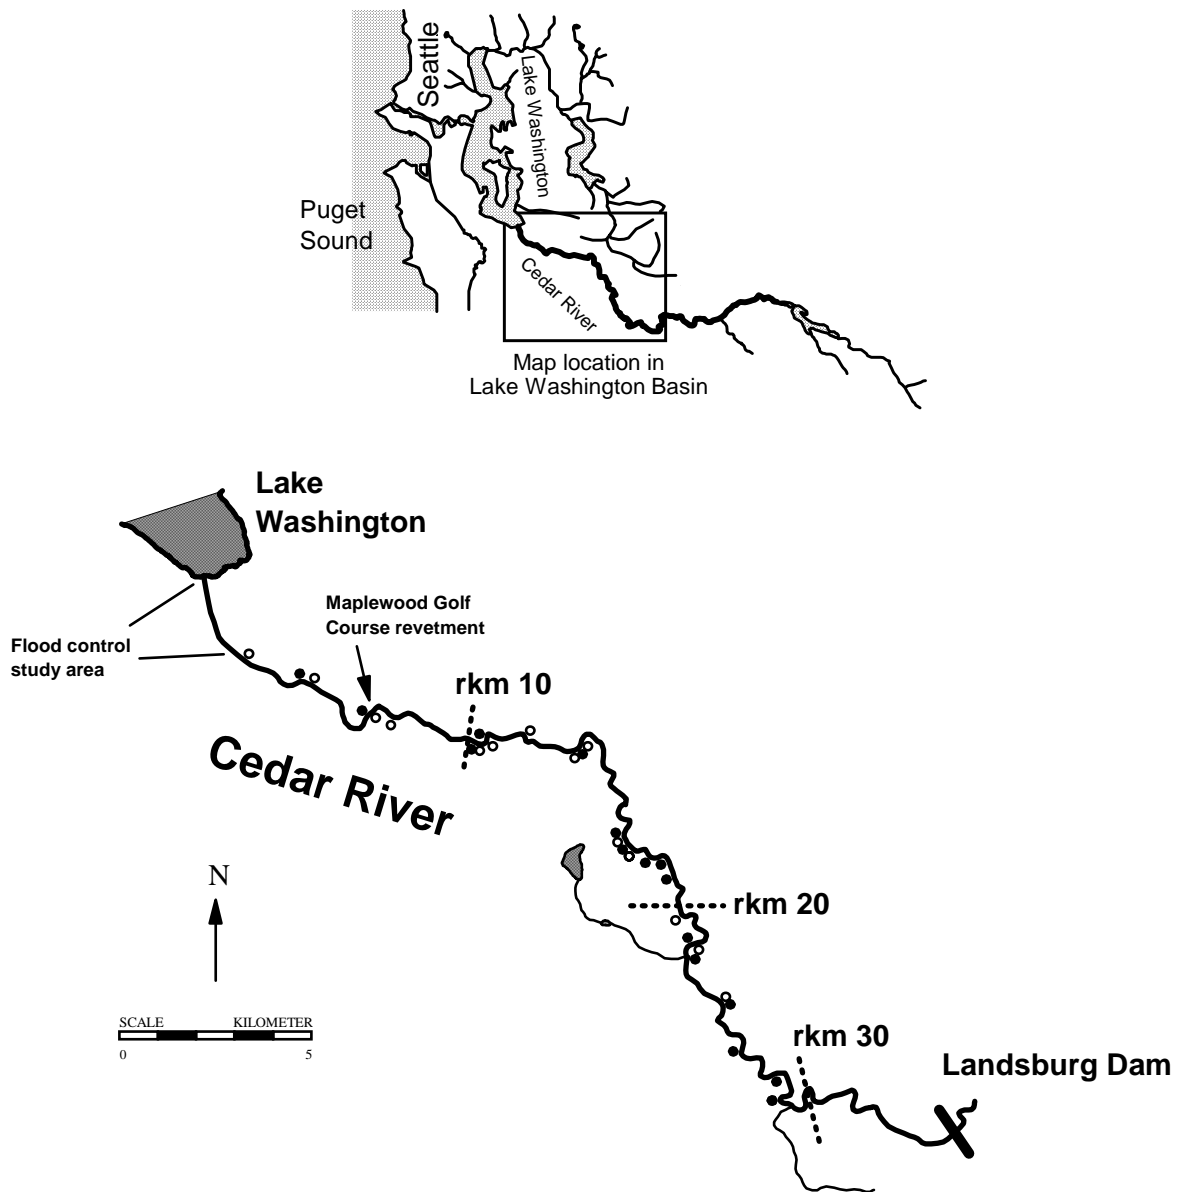 Seattle
Lake Washington
Puget
Sound
Cedar River
Map location in
Lake Washington Basin
Lake
Washington
Maplewood Golf
Course revetment
Flood control
study area
rkm 10
Cedar River
N
rkm 20
SCALE KILOMETER
0 5
rkm 30
Landsburg Dam